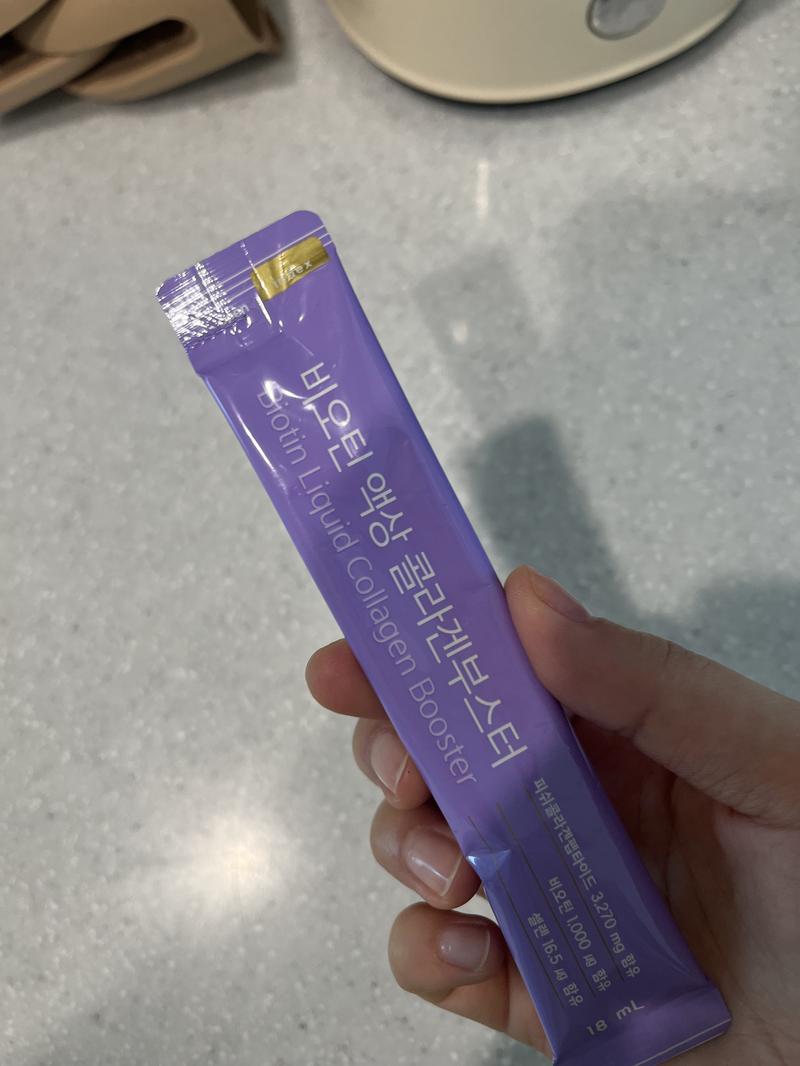 비오틴 액상 콜라겐부스터
Biotin Liquid Collagen Booster
피쉬콜라겐펩타이드 3,270 mg 함유
비오틴 1,000 ㎍ 함유
셀렌 16.5 ㎍ 함유
18 mL